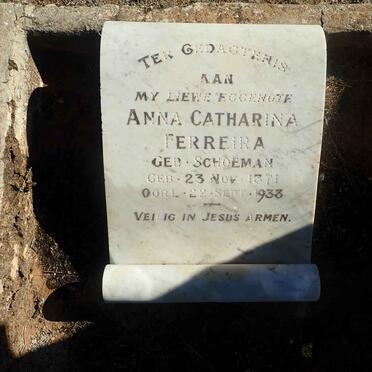 TER GEDAGTENIS
AAN
MY LIEWE EGGENOTE
ANNA CATHARINA
FERREIRA
GEB. SCHOEMAN
GEB. 23 NOV. 1871
OORL. 22 SEPT. 1933
VEILIG IN JESUS ARMEN.